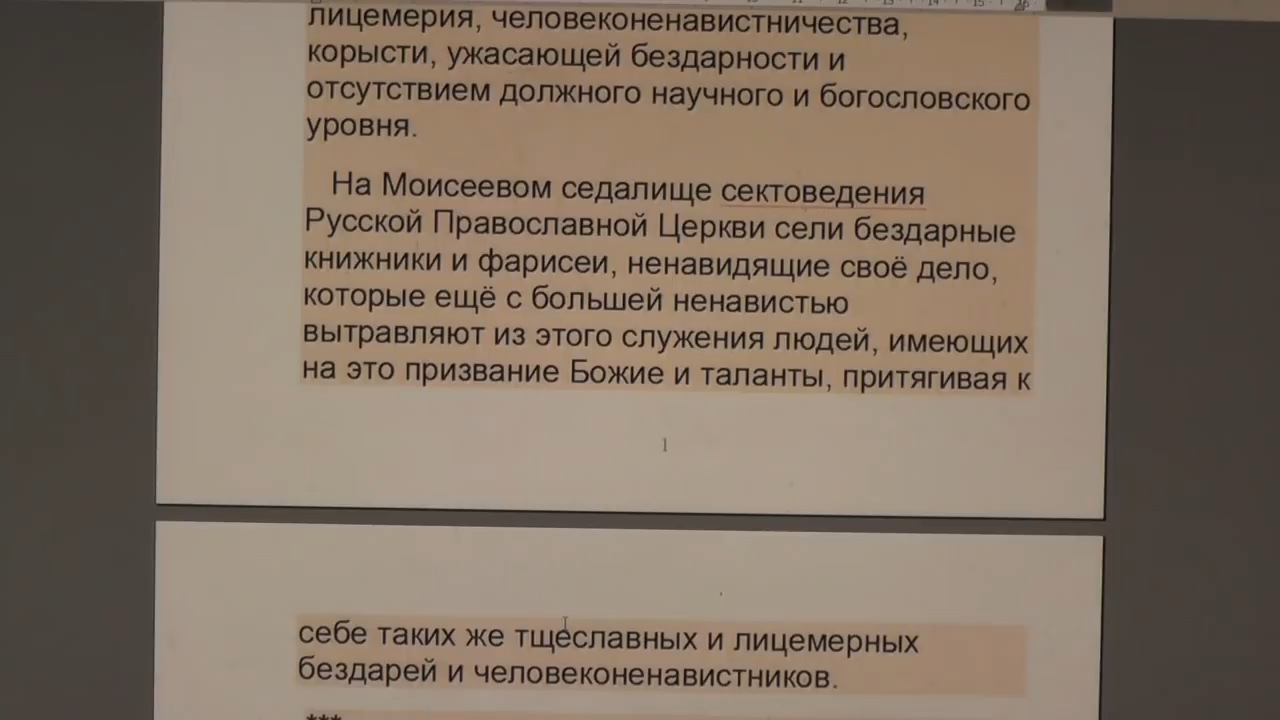 лицемерия, человеконенавистничества,
корысти, ужасающей бездарности и
отсутствием должного научного и богословского
уровня.
На Моисеевом седалище сектоведения
Русской Православной Церкви сели бездарные
книжники и фарисеи, ненавидящие своё дело,
которые ещё с большей ненавистью
вытравляют из этого служения людей, имеющих
на это призвание Божие и таланты, притягивая к
1
себе таких же тщеславных и лицемерных
бездарей и человеконенавистников.
***